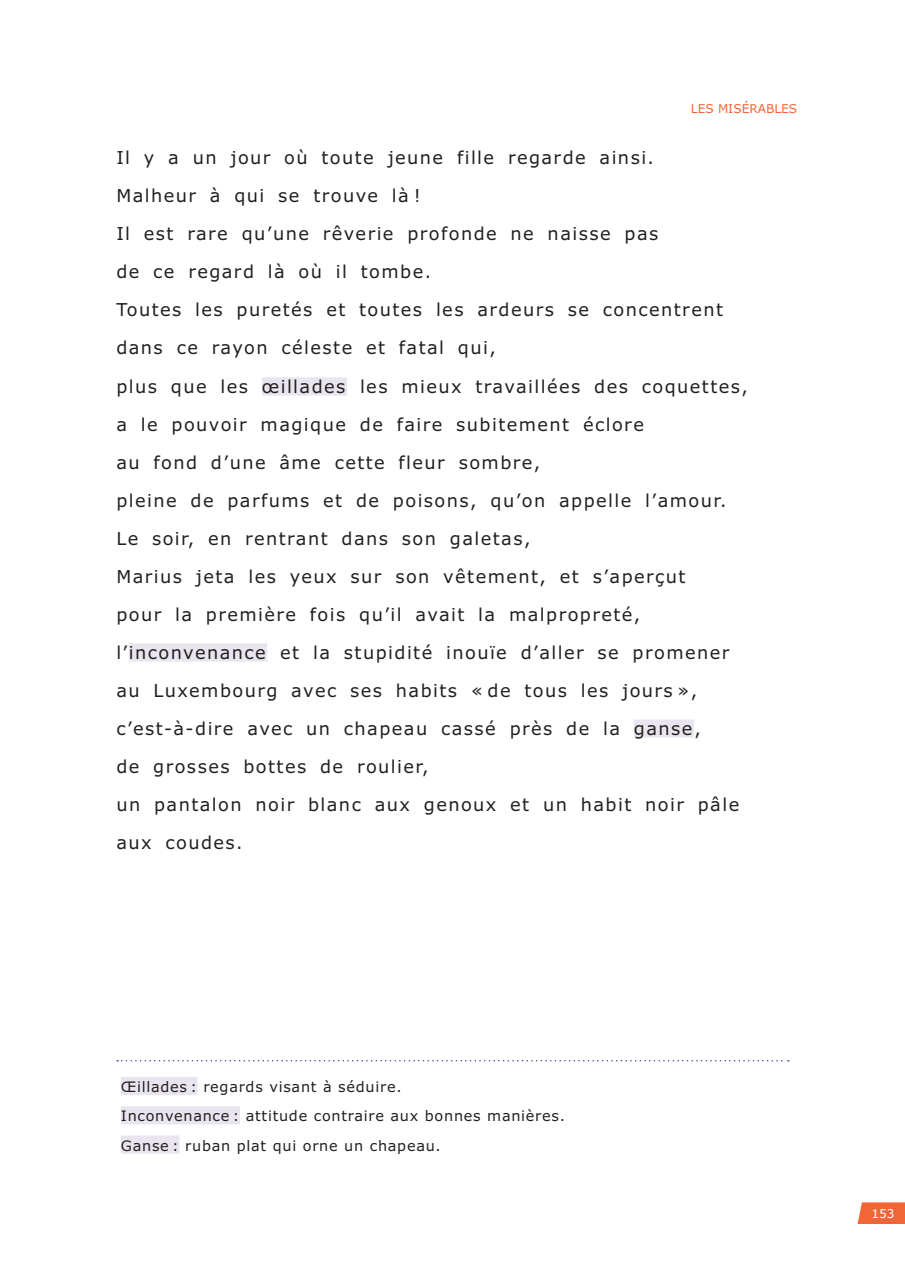 LES MISÉRABLES
Il y a un jour où toute jeune fille regarde ainsi.
Malheur à qui se trouve là !
Il est rare qu’une rêverie profonde ne naisse pas
de ce regard là où il tombe.
Toutes les puretés et toutes les ardeurs se concentrent
dans ce rayon céleste et fatal qui,
plus que les œillades les mieux travaillées des coquettes,
a le pouvoir magique de faire subitement éclore
au fond d’une âme cette fleur sombre,
pleine de parfums et de poisons, qu’on appelle l’amour.
Le soir, en rentrant dans son galetas,
Marius jeta les yeux sur son vêtement, et s’aperçut
pour la première fois qu’il avait la malpropreté,
l’inconvenance et la stupidité inouïe d’aller se promener
au Luxembourg avec ses habits « de tous les jours »,
c’est-à-dire avec un chapeau cassé près de la ganse,
de grosses bottes de roulier,
un pantalon noir blanc aux genoux et un habit noir pâle
aux coudes.
Œillades : regards visant à séduire.
Inconvenance : attitude contraire aux bonnes manières.
Ganse : ruban plat qui orne un chapeau.
153